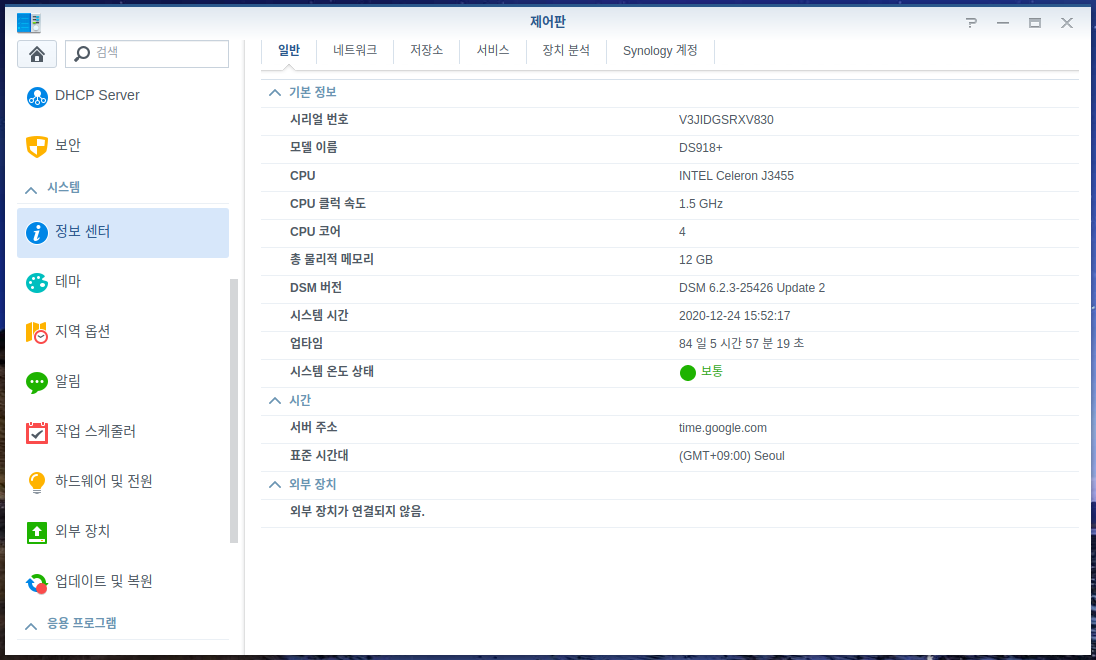 제어판
검색
DHCP Server
보안
시스템
정보 센터
테마
지역 옵션
알림
작업 스케줄러
하드웨어 및 전원
외부 장치
업데이트 및 복원
응용 프로그램
일반 네트워크 저장소 서비스 장치 분석 Synology 계정
기본 정보
시리얼 번호 V3JIDGSRXV830
모델 이름 DS918+
CPU INTEL Celeron J3455
CPU 클럭 속도 1.5 GHz
CPU 코어 4
총 물리적 메모리 12 GB
DSM 버전 DSM 6.2.3-25426 Update 2
시스템 시간 2020-12-24 15:52:17
업타임 84 일 5 시간 57 분 19 초
시스템 온도 상태 보통
시간
서버 주소 time.google.com
표준 시간대 (GMT+09:00) Seoul
외부 장치
외부 장치가 연결되지 않음.